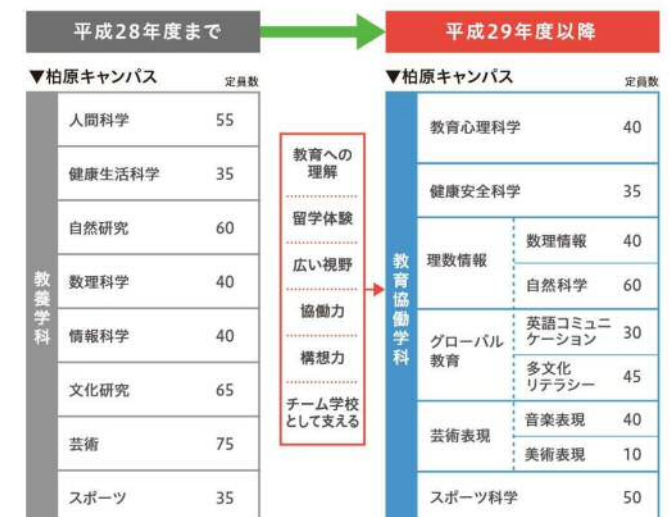 平成28年度まで
平成29年度以降
▼柏原キャンパス 定員数
教養学科
人間科学 55
健康生活科学 35
自然研究 60
数理科学 40
情報科学 40
文化研究 65
芸術 75
スポーツ 35
教育への
理解
留学体験
広い視野
協働力
構想力
チーム学校
として支える
▼柏原キャンパス 定員数
教育協働学科
教育心理科学 40
健康安全科学 35
理数情報
数理情報 40
自然科学 60
グローバル
教育
英語コミュニ
ケーション 30
多文化
リテラシー 45
芸術表現
音楽表現 40
美術表現 10
スポーツ科学 50